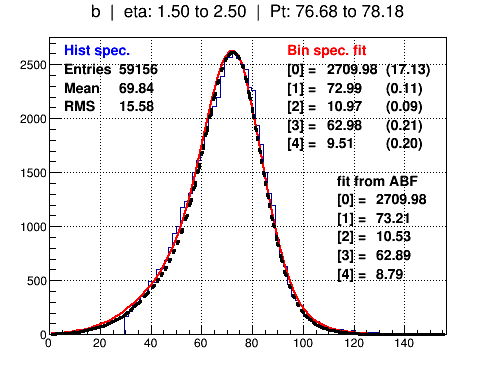 b | eta: 1.50 to 2.50 | Pt: 76.68 to 78.18
Hist spec.
Entries 59156
Mean 69.84
RMS 15.58
Bin spec. fit
[0] = 2709.98 (17.13)
[1] = 72.99 (0.11)
[2] = 10.97 (0.09)
[3] = 62.98 (0.21)
[4] = 9.51 (0.20)
fit from ABF
[0] = 2709.98
[1] = 73.21
[2] = 10.53
[3] = 62.89
[4] = 8.79
2500
2000
1500
1000
500
0
0 20 40 60 80 100 120 140